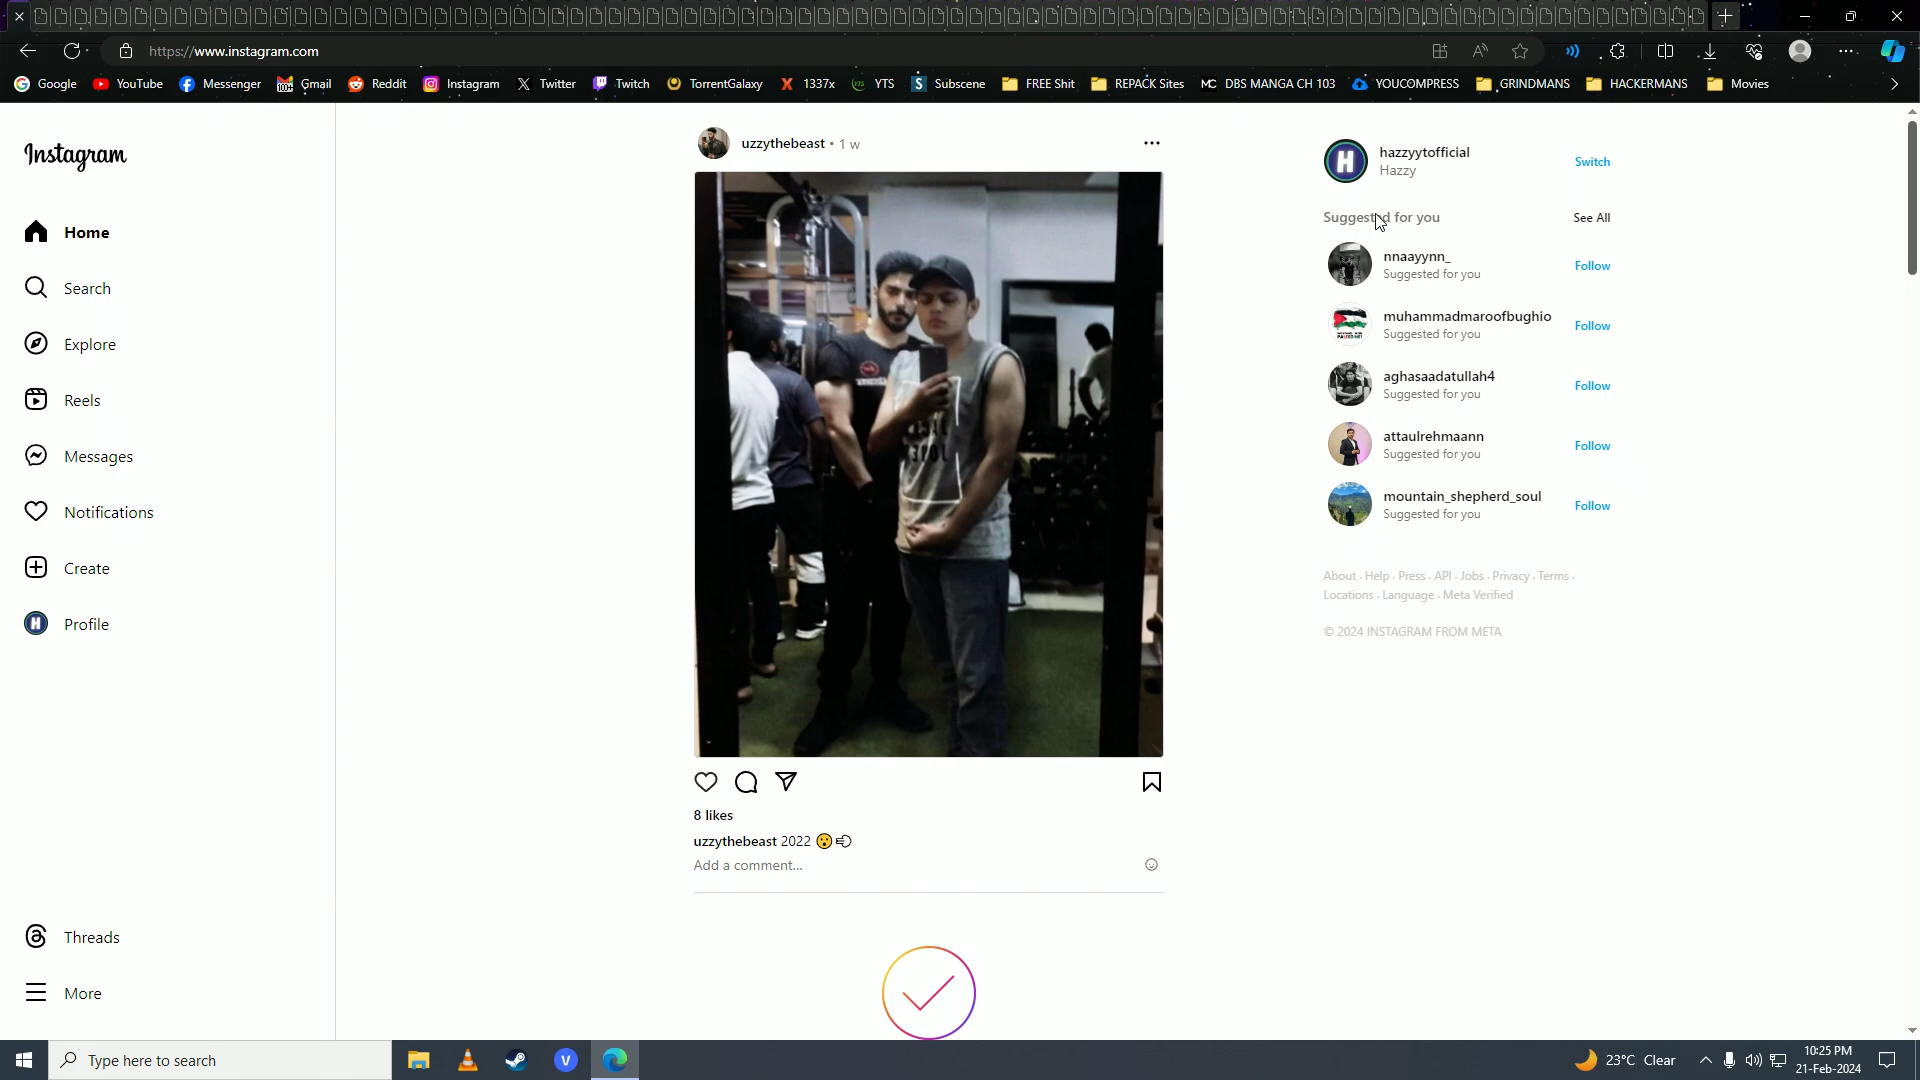 https://www.instagram.com
Google
YouTube
Messenger
Gmail
Reddit
Instagram
Twitter
Twitch
TorrentGalaxy
1337x
YTS
Subscene
FREE Shit
REPACK Sites
DBS MANGA CH 103
YOUCOMPRESS
GRINDMANS
HACKERMANS
Movies
Instagram
Home
Search
Explore
Reels
Messages
Notifications
Create
Profile
Threads
More
uzzythebeast • 1 w
8 likes
uzzythebeast 2022 😯💨
Add a comment...
hazzyytofficial
Hazzy
Switch
Suggested for you
See All
nnaayynn_
Suggested for you
Follow
muhammadmaroofbughio
Suggested for you
Follow
aghasaadatullah4
Suggested for you
Follow
attaulrehmaann
Suggested for you
Follow
mountain_shepherd_soul
Suggested for you
Follow
About · Help · Press · API · Jobs · Privacy · Terms ·
Locations · Language · Meta Verified
© 2024 INSTAGRAM FROM META
Type here to search
23°C Clear
10:25 PM
21-Feb-2024